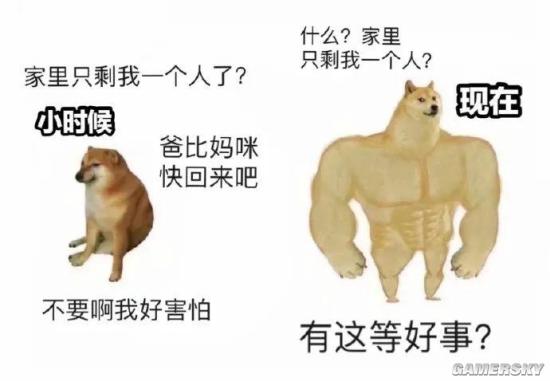 家里只剩我一个人了?
小时候
爸比妈咪
快回来吧
不要啊我好害怕
什么? 家里
只剩我一个人?
现在
有这等好事?
GAMERSKY